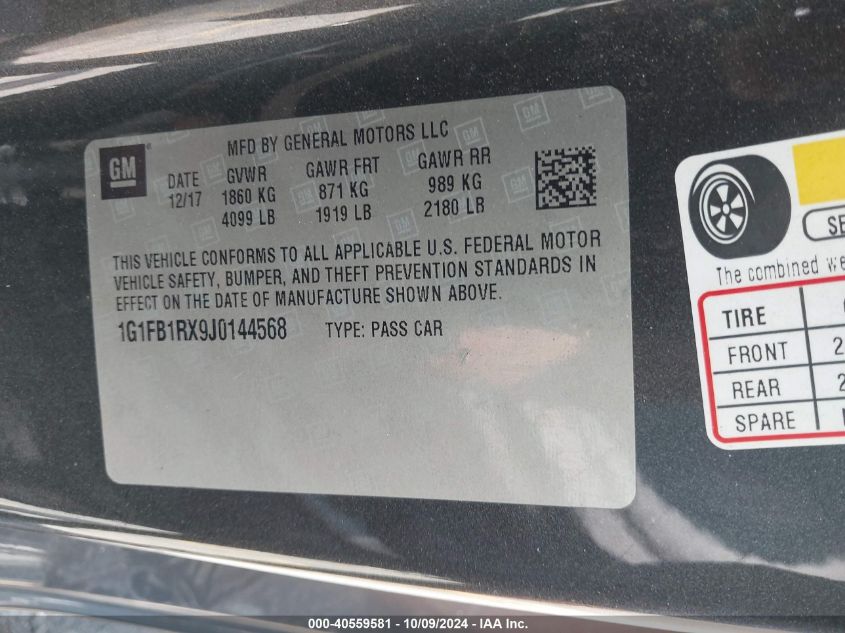 GM
MFD BY GENERAL MOTORS LLC
DATE GVWR GAWR FRT GAWR RR
12/17 1860 KG 871 KG 989 KG
4099 LB 1919 LB 2180 LB
THIS VEHICLE CONFORMS TO ALL APPLICABLE U.S. FEDERAL MOTOR
VEHICLE SAFETY, BUMPER, AND THEFT PREVENTION STANDARDS IN
EFFECT ON THE DATE OF MANUFACTURE SHOWN ABOVE.
1G1FB1RX9J0144568 TYPE: PASS CAR
The combined
TIRE
FRONT 2
REAR 2
SPARE
000-40559581 - 10/09/2024 - IAA Inc.